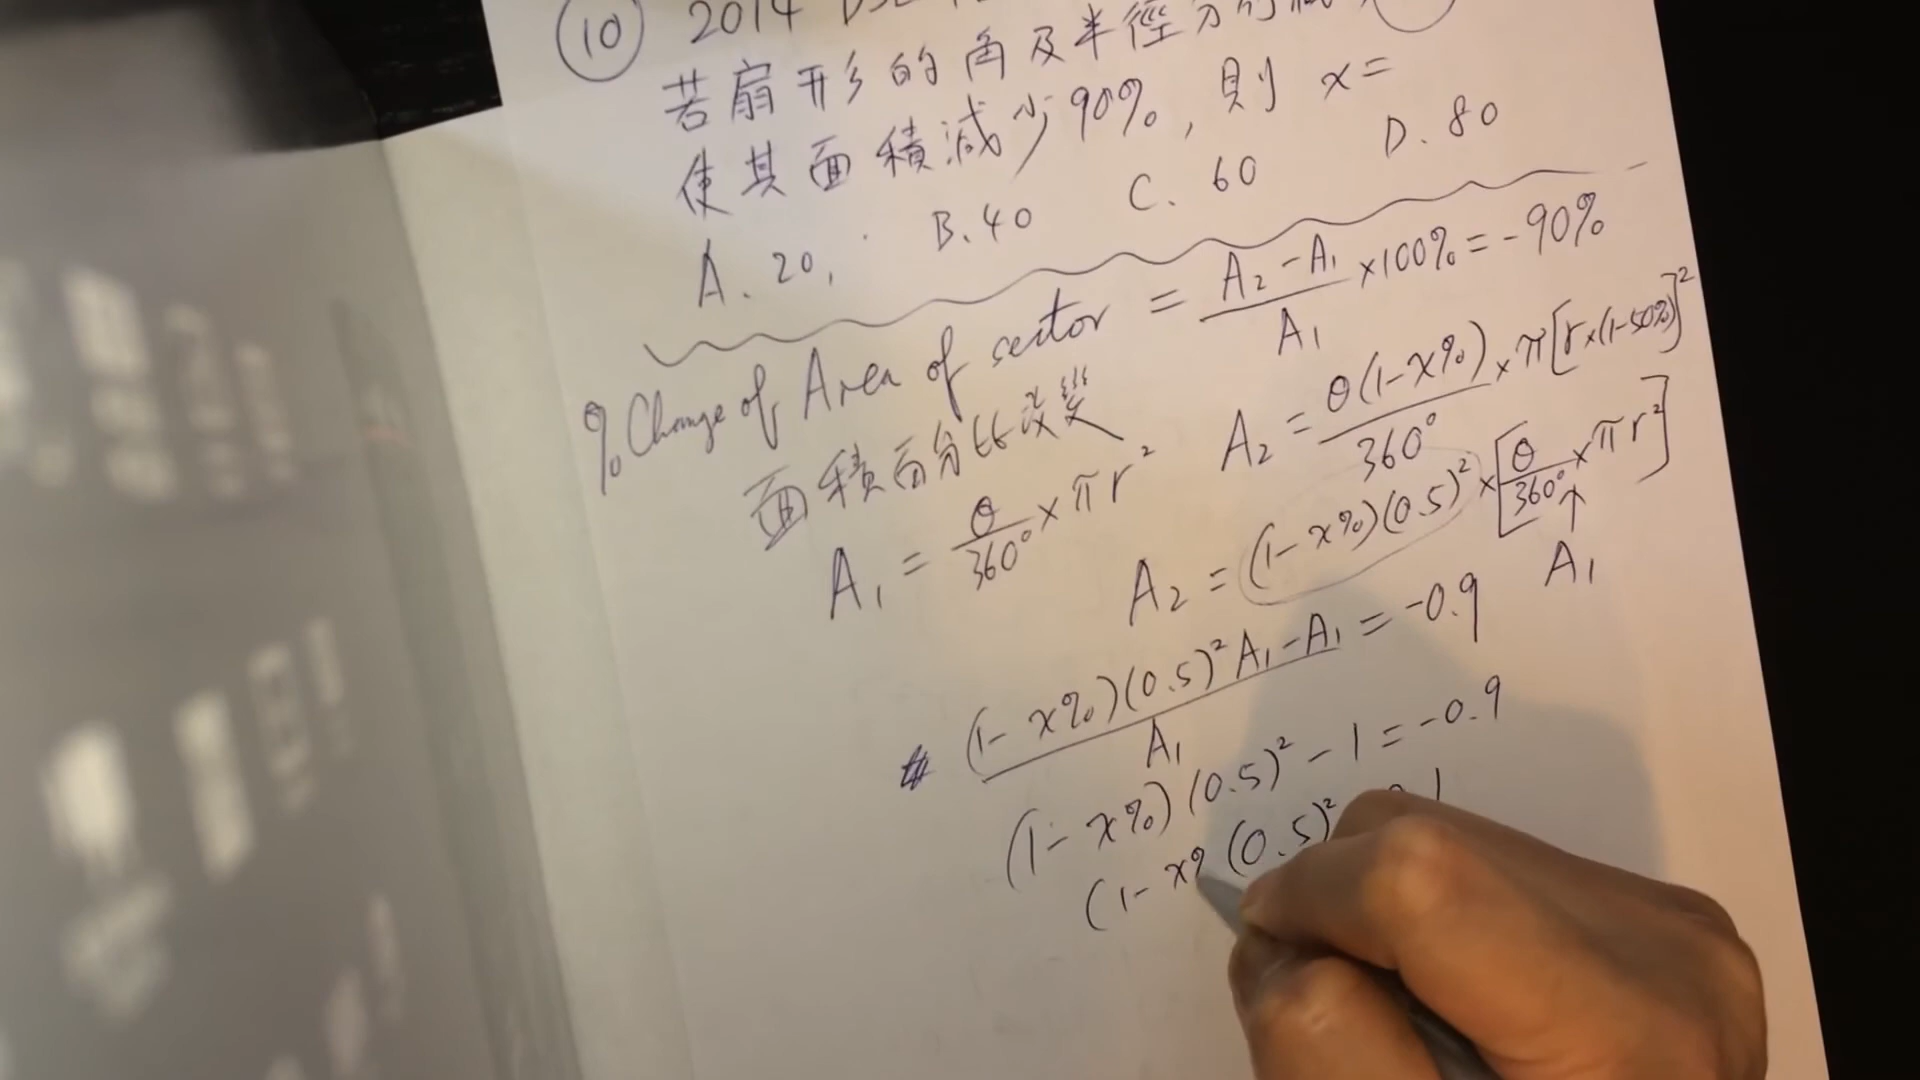 ⑩ 2014 DSE
若扇形的角及半徑分別減
使其面積減少90%, 則 x=
A. 20, B. 40 C. 60 D. 80
% Change of Area of sector = (A₂ - A₁)/A₁ × 100% = -90%
面積百分比改變
A₁ = θ/360° × πr²
A₂ = θ(1-x%)/360° × π[r×(1-50%)]²
A₂ = (1-x%)(0.5)² × [θ/360° × πr²]
↑
A₁
((1-x%)(0.5)²A₁ - A₁)/A₁ = -0.9
(1-x%)(0.5)² - 1 = -0.9
(1-x% (0.5)²